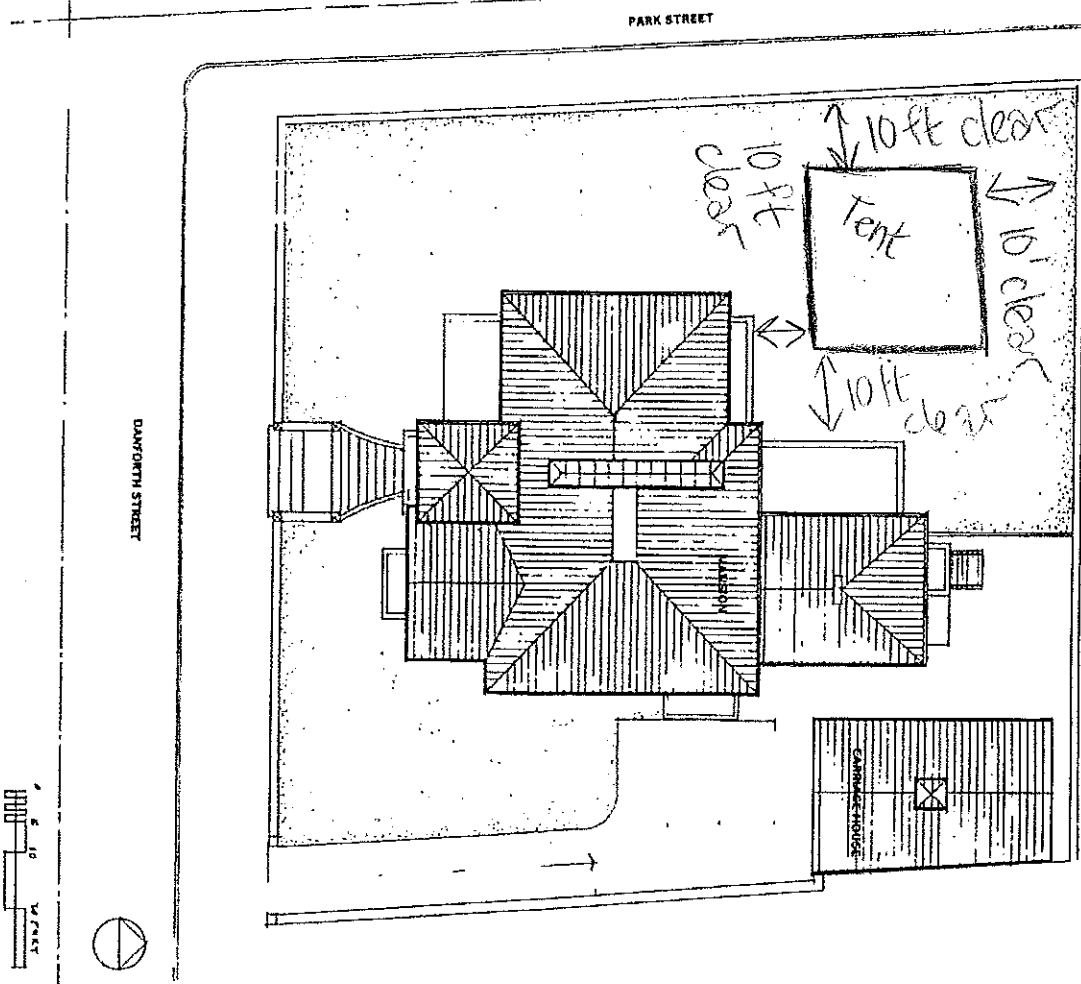 PARK STREET
10 ft clear
10 ft
clear
Tent
10' clear
10 ft
clear
DANFORTH STREET
MANSION
CARRIAGE HOUSE